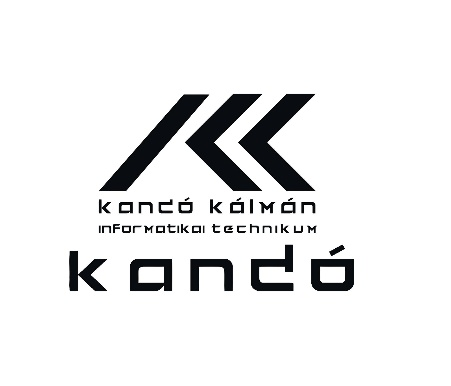 kandó kálmán
informatikai technikum
kandó